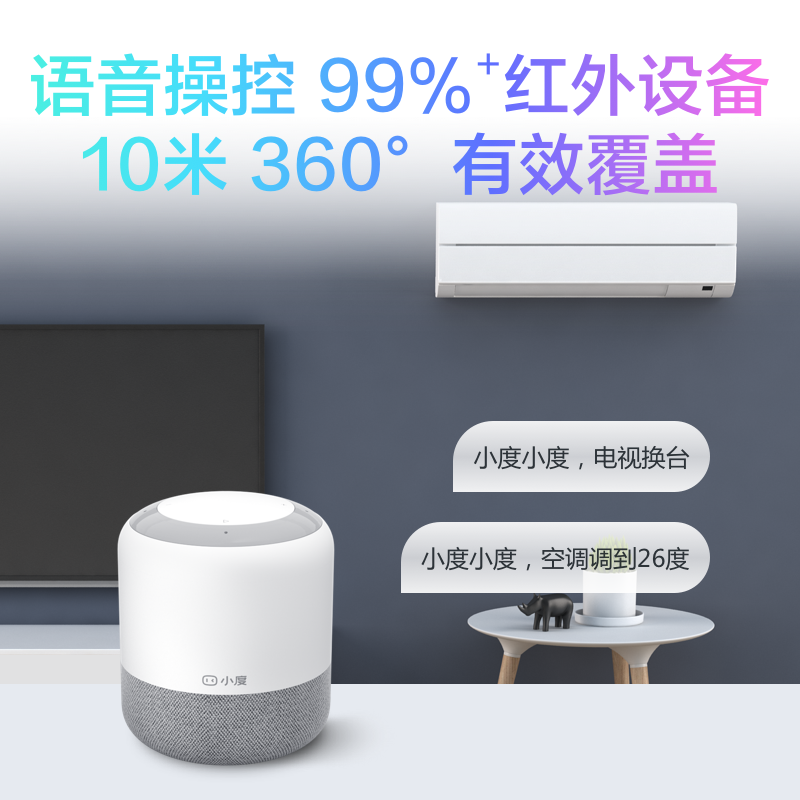 语音操控 99%⁺红外设备
10米 360° 有效覆盖
小度小度，电视换台
小度小度，空调调到26度
小度